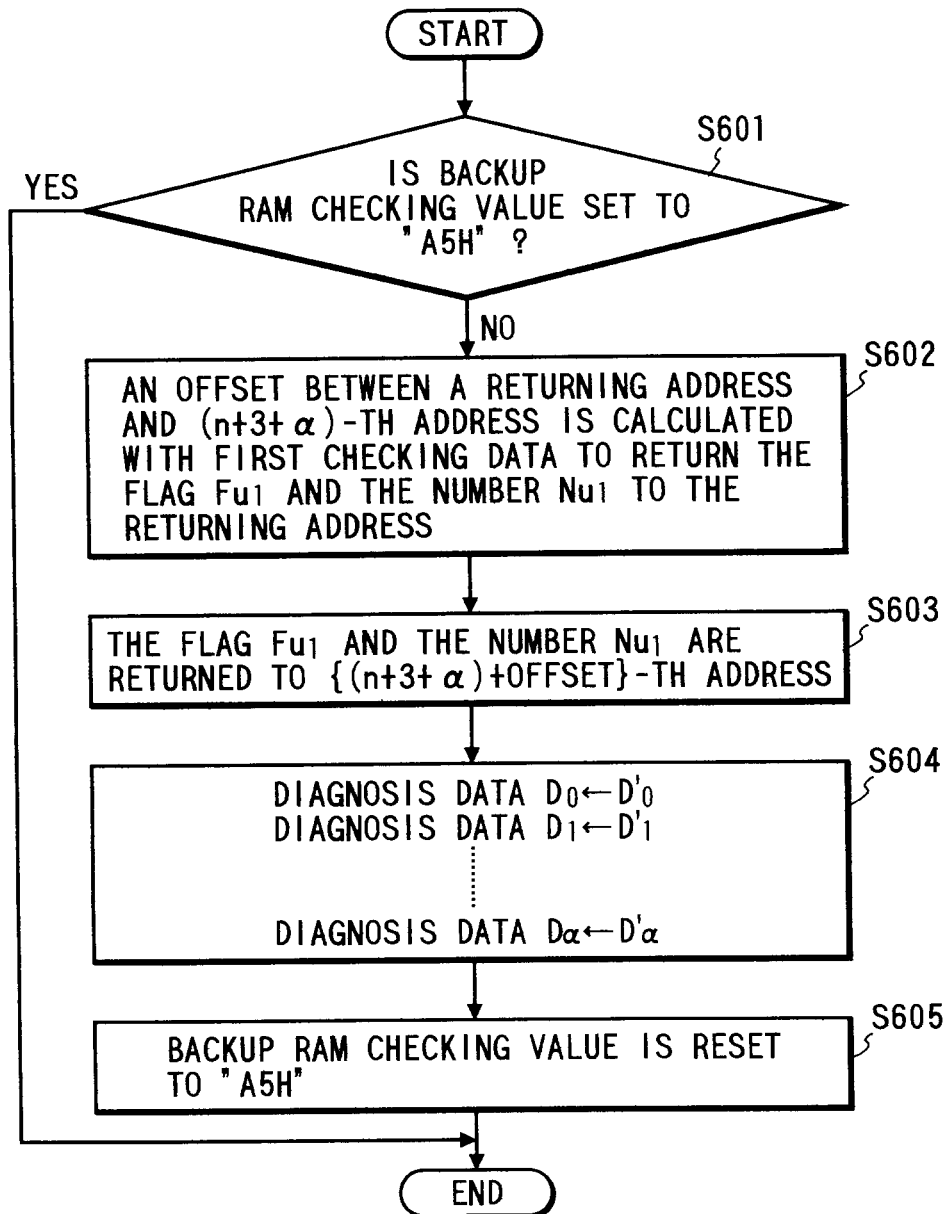 START
S601
YES
IS BACKUP
RAM CHECKING VALUE SET TO
"A5H" ?
NO
S602
AN OFFSET BETWEEN A RETURNING ADDRESS
AND (n+3+α)-TH ADDRESS IS CALCULATED
WITH FIRST CHECKING DATA TO RETURN THE
FLAG Fu1 AND THE NUMBER Nu1 TO THE
RETURNING ADDRESS
S603
THE FLAG Fu1 AND THE NUMBER Nu1 ARE
RETURNED TO {(n+3+α)+OFFSET}-TH ADDRESS
S604
DIAGNOSIS DATA D0←D'0
DIAGNOSIS DATA D1←D'1
DIAGNOSIS DATA Dα←D'α
S605
BACKUP RAM CHECKING VALUE IS RESET
TO "A5H"
END